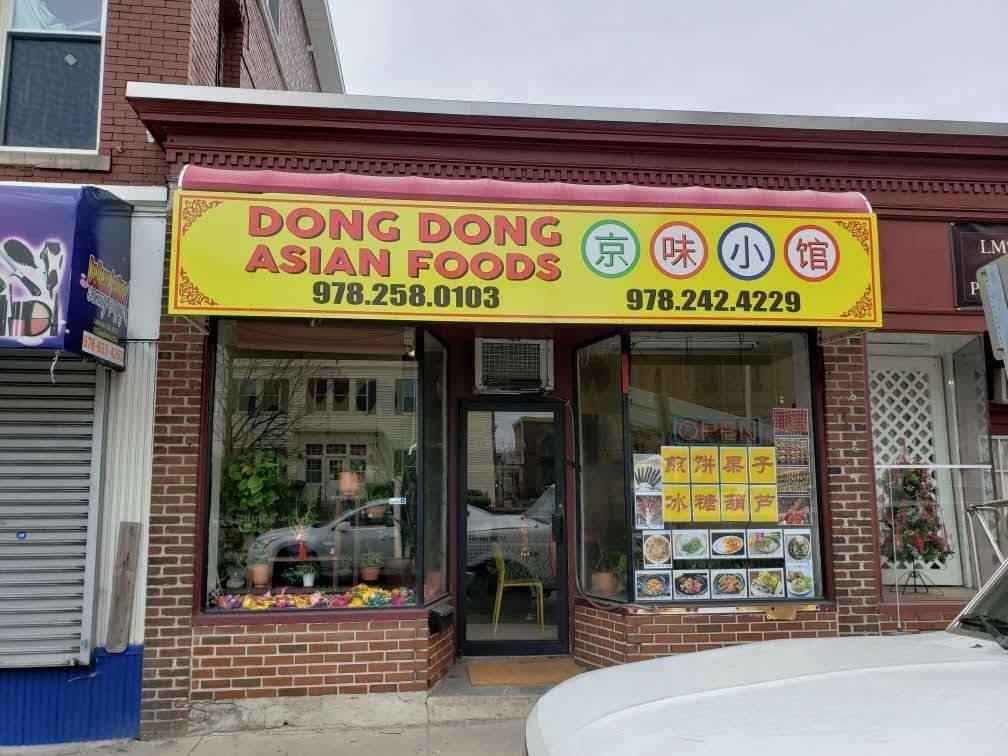 DONG DONG
ASIAN FOODS
京味小馆
978.258.0103
978.242.4229
OPEN
煎饼果子
冰糖葫芦
LM
P